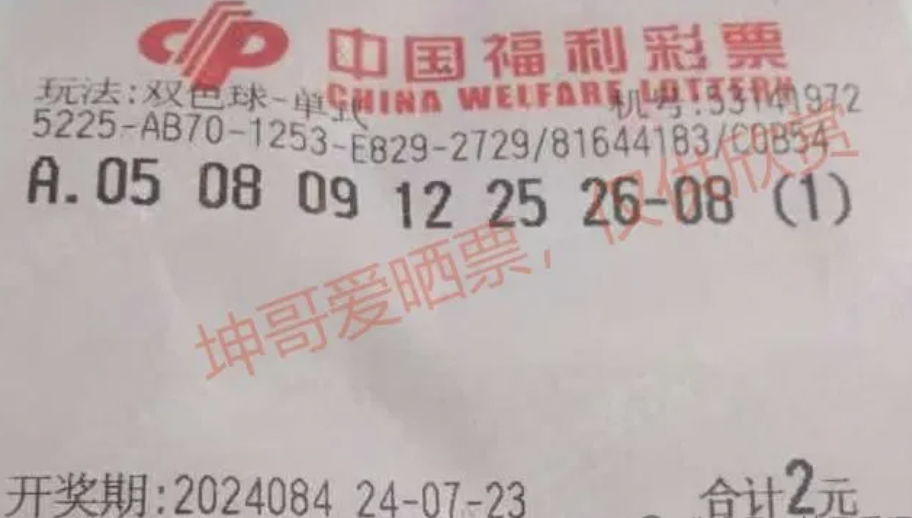 中国福利彩票
CHINA WELFARE LOTTERY
玩法:双色球-单式 机号:53141972
5225-AB70-1253-E829-2729/81644183/C0B54
A.05 08 09 12 25 26-08 (1)
坤哥爱晒票,仅供欣赏
开奖期:2024084 24-07-23 合计2元